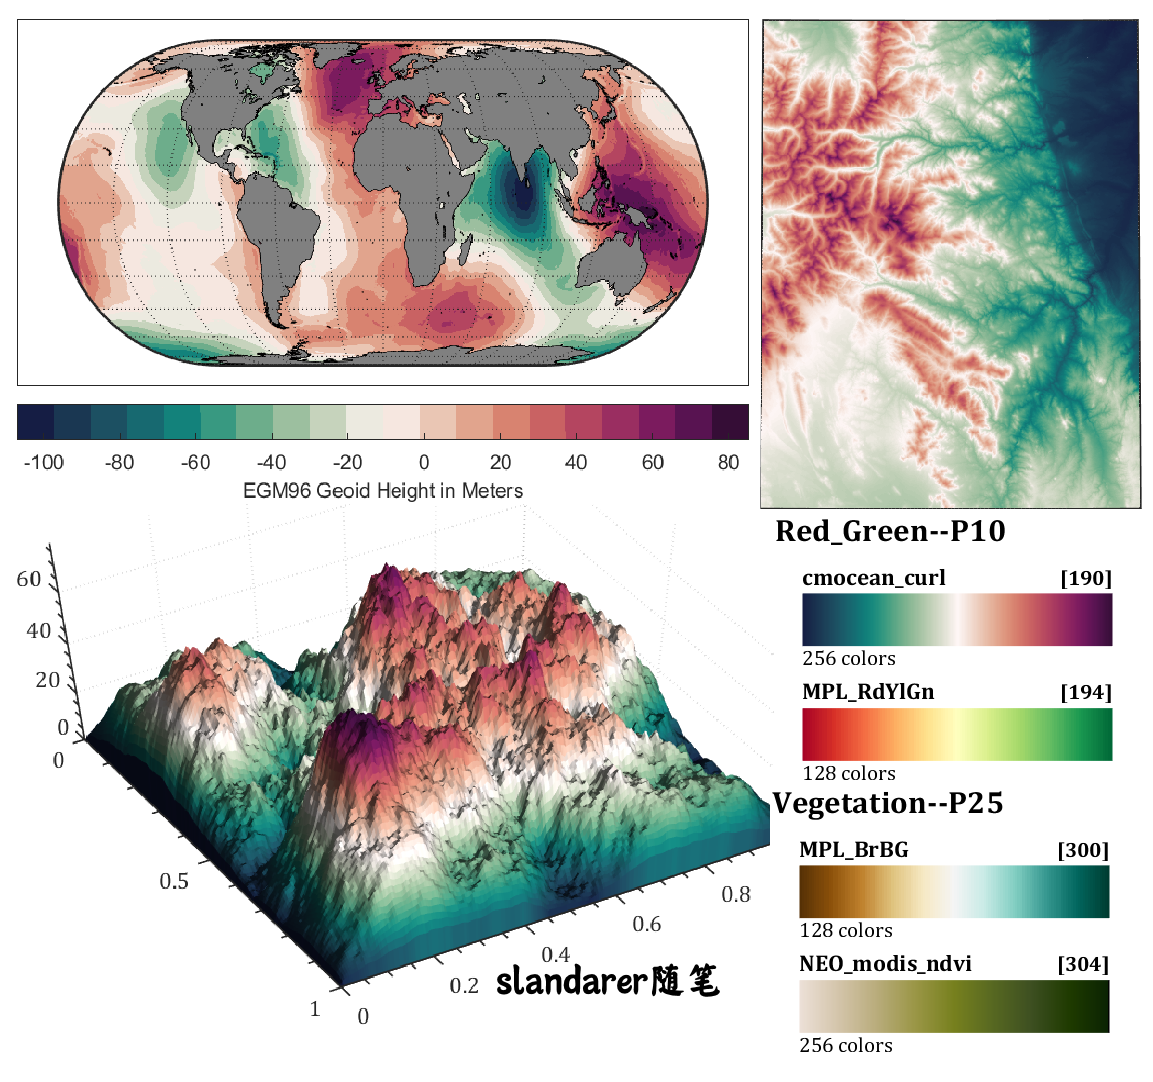 -100 -80 -60 -40 -20 0 20 40 60 80
EGM96 Geoid Height in Meters
60
40
20
0
0
0.5
1
0
0.2
0.4
0.6
0.8
slandarer随笔
Red_Green--P10
cmocean_curl [190]
256 colors
MPL_RdYlGn [194]
128 colors
Vegetation--P25
MPL_BrBG [300]
128 colors
NEO_modis_ndvi [304]
256 colors